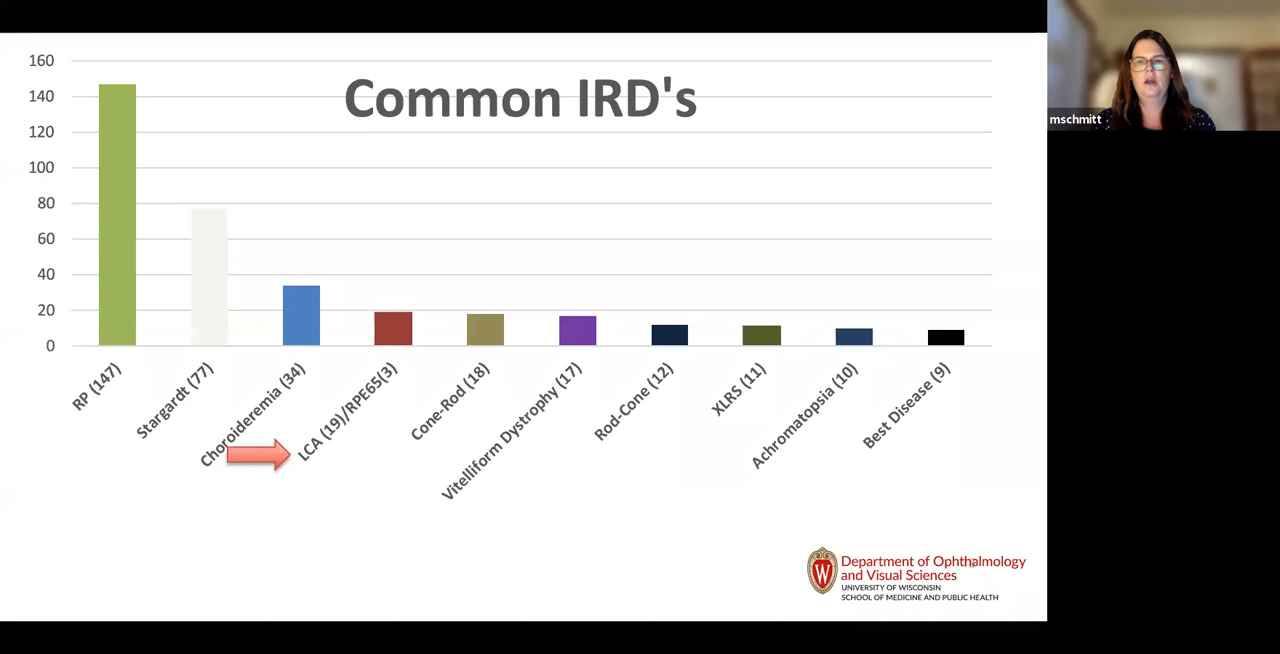 Common IRD's
160
140
120
100
80
60
40
20
0
RP (147)
Stargardt (77)
Choroideremia (34)
LCA (19)/RPE65(3)
Cone-Rod (18)
Vitelliform Dystrophy (17)
Rod-Cone (12)
XLRS (11)
Achromatopsia (10)
Best Disease (9)
W
Department of Ophthalmology
and Visual Sciences
UNIVERSITY OF WISCONSIN
SCHOOL OF MEDICINE AND PUBLIC HEALTH
mschmitt